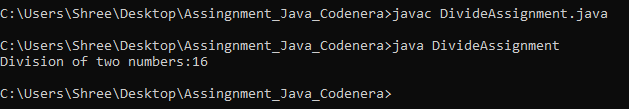 C:\Users\Shree\Desktop\Assingnment_Java_Codenera>javac DivideAssignment.java
C:\Users\Shree\Desktop\Assingnment_Java_Codenera>java DivideAssignment
Division of two numbers:16
C:\Users\Shree\Desktop\Assingnment_Java_Codenera>